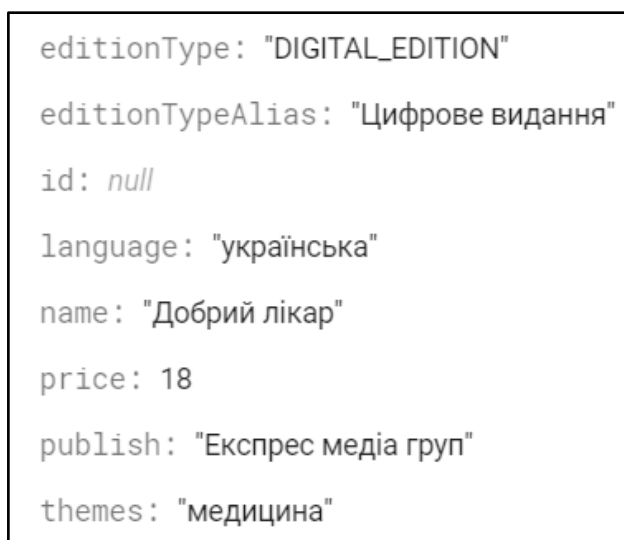 editionType: "DIGITAL_EDITION"
editionTypeAlias: "Цифрове видання"
id: null
language: "українська"
name: "Добрий лікар"
price: 18
publish: "Експрес медіа груп"
themes: "медицина"